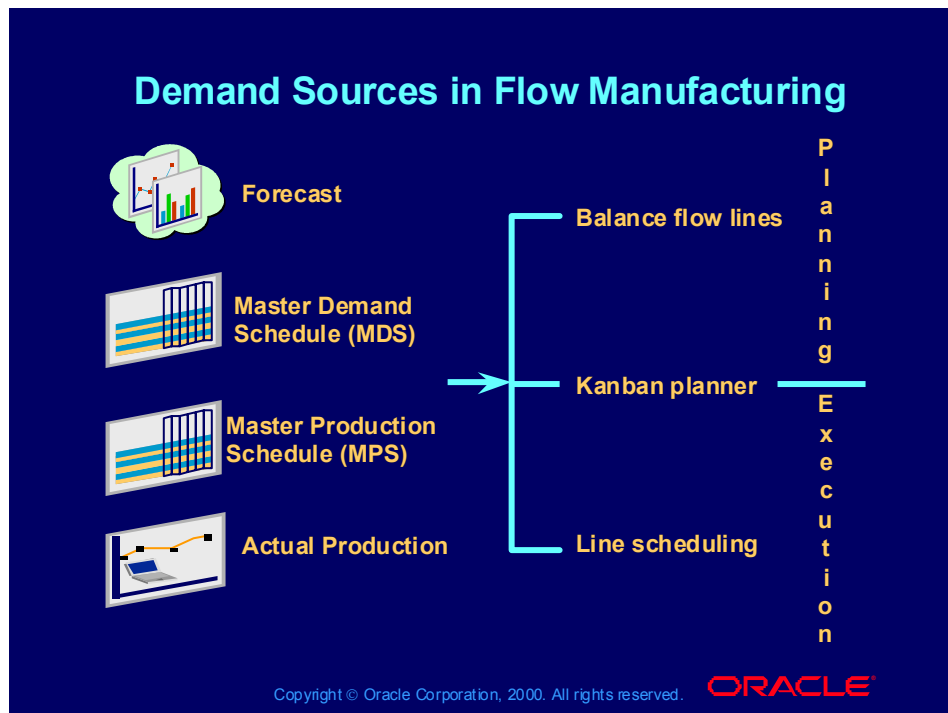 Demand Sources in Flow Manufacturing
Forecast
Master Demand
Schedule (MDS)
Master Production
Schedule (MPS)
Actual Production
Balance flow lines
Kanban planner
Line scheduling
Planning
Execution
Copyright © Oracle Corporation, 2000. All rights reserved.
ORACLE®